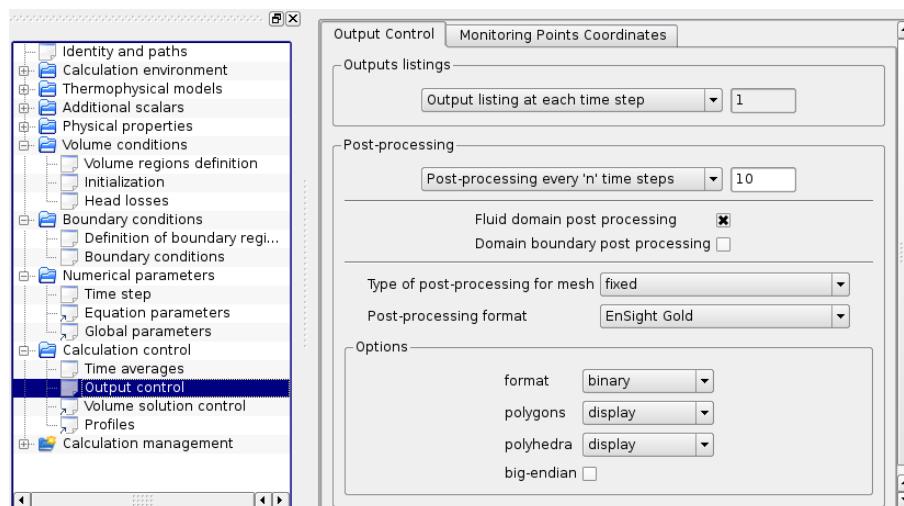 Identity and paths
Calculation environment
Thermophysical models
Additional scalars
Physical properties
Volume conditions
Volume regions definition
Initialization
Head losses
Boundary conditions
Definition of boundary regi...
Boundary conditions
Numerical parameters
Time step
Equation parameters
Global parameters
Calculation control
Time averages
Output control
Volume solution control
Profiles
Calculation management
Output Control Monitoring Points Coordinates
Outputs listings
Output listing at each time step 1
Post-processing
Post-processing every 'n' time steps 10
Fluid domain post processing
Domain boundary post processing
Type of post-processing for mesh fixed
Post-processing format EnSight Gold
Options
format binary
polygons display
polyhedra display
big-endian